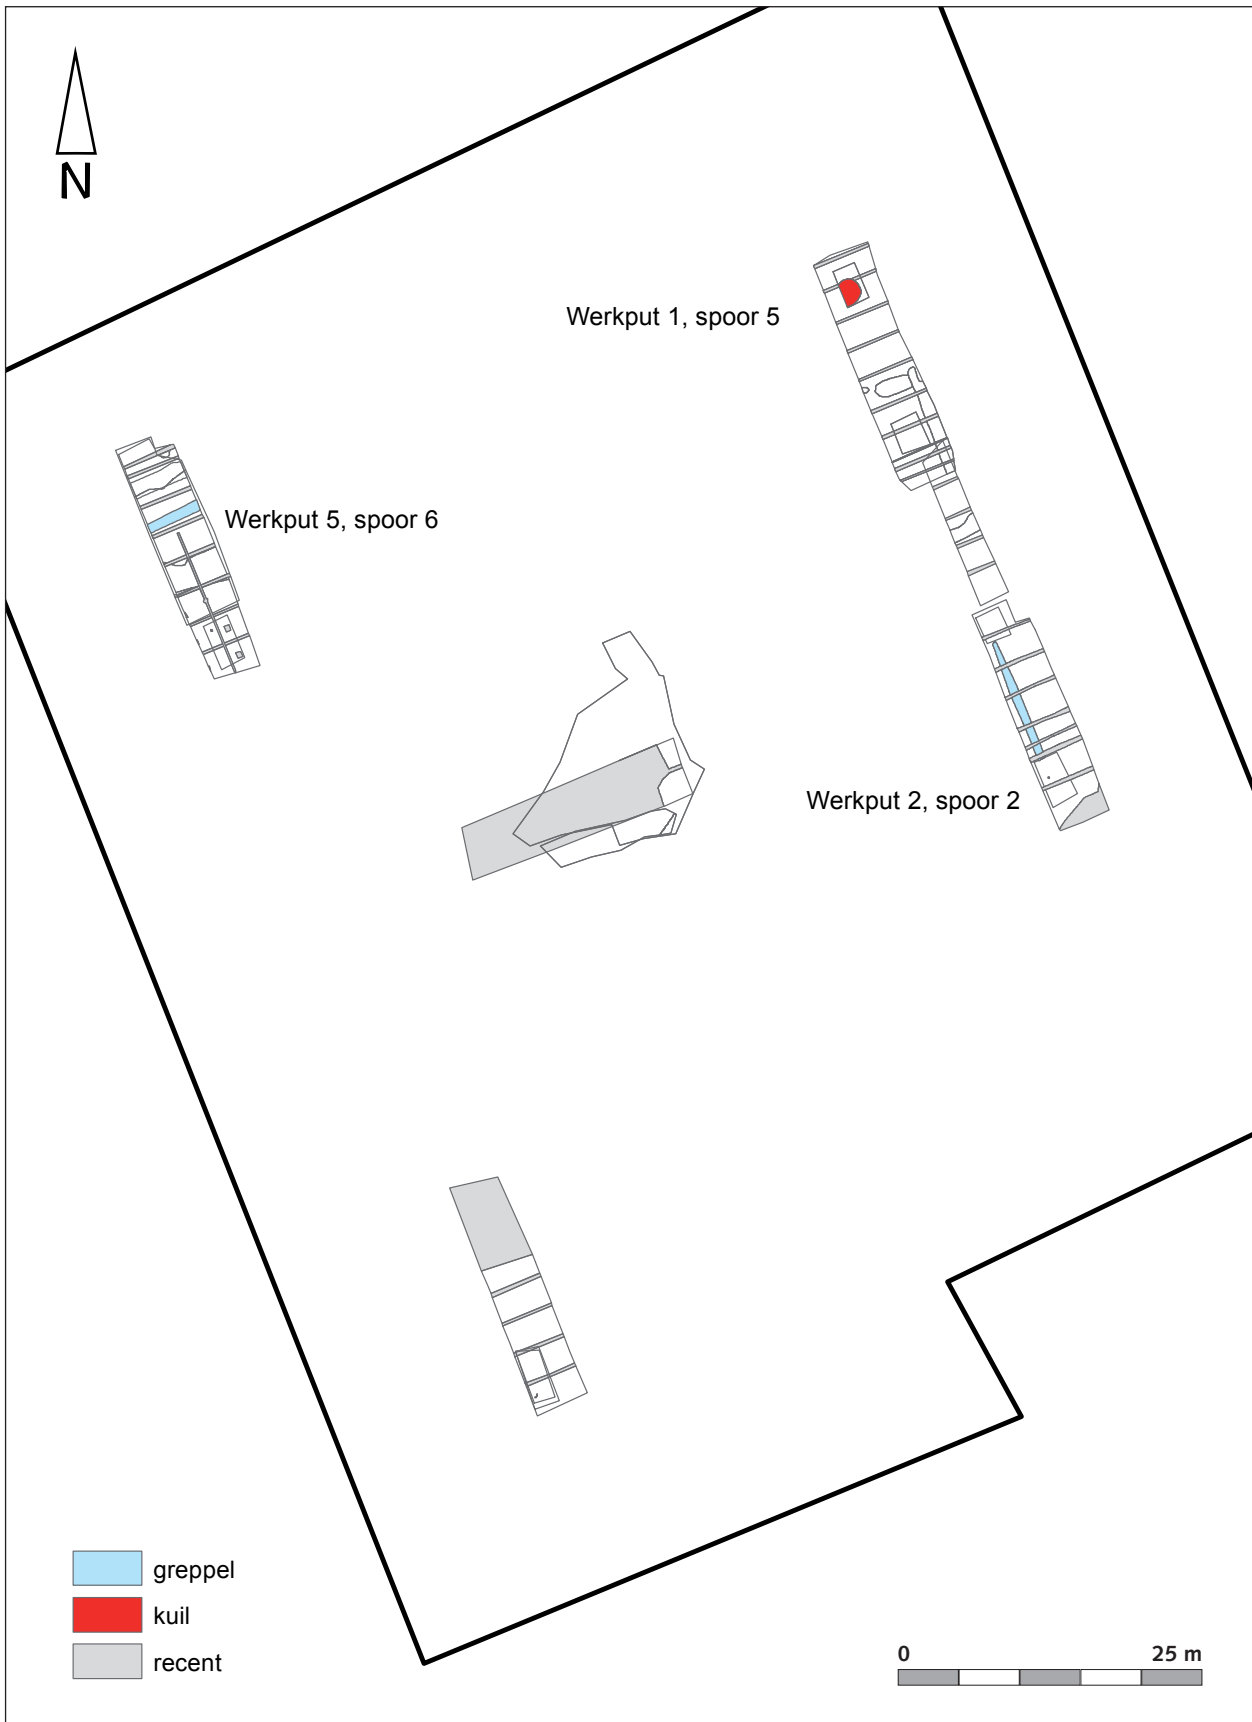 N
Werkput 1, spoor 5
Werkput 5, spoor 6
Werkput 2, spoor 2
greppel
kuil
recent
0 25 m